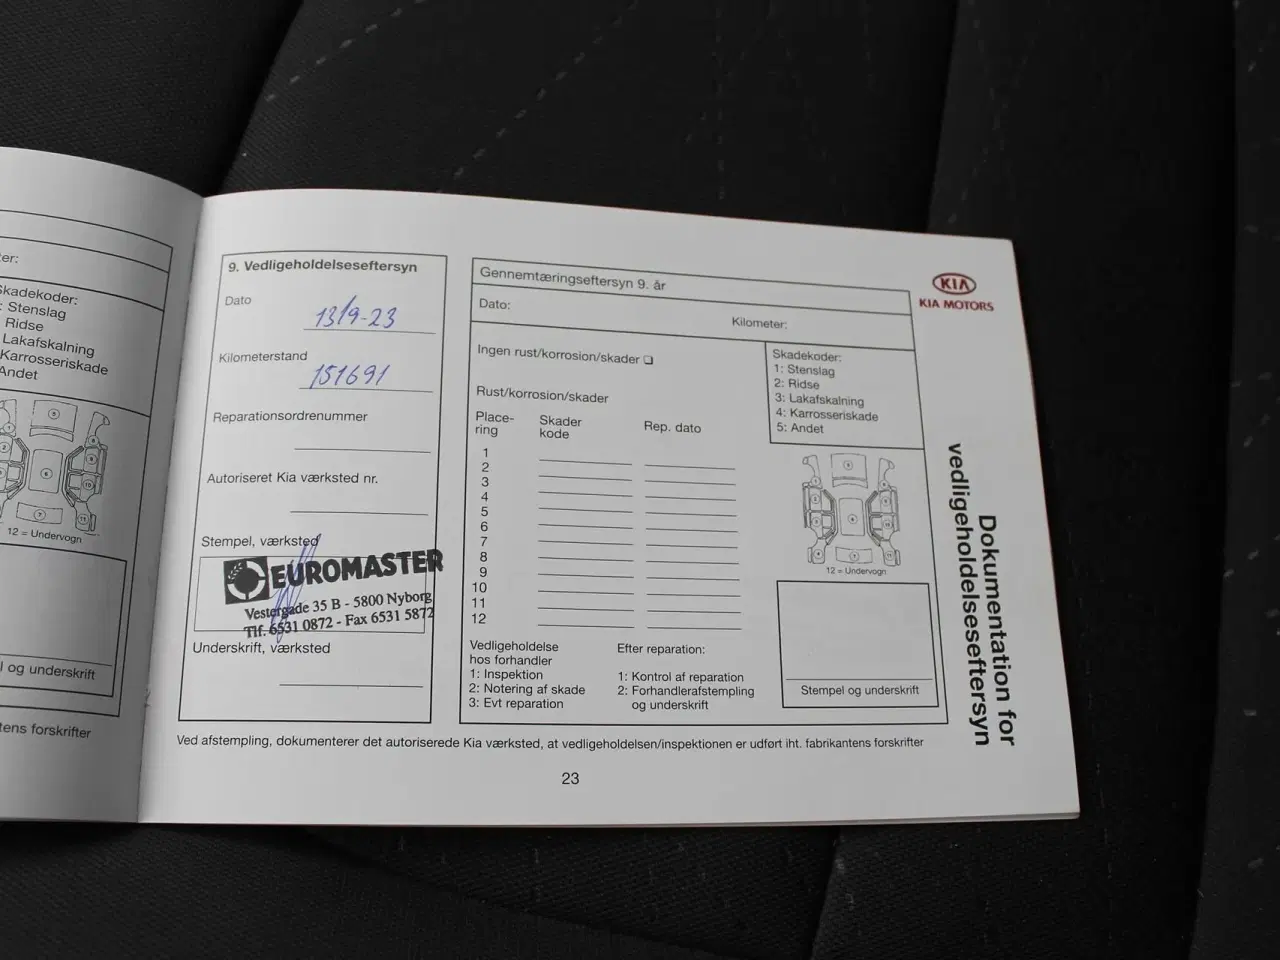 ter:
Skadekoder:
: Stenslag
Ridse
Lakafskalning
Karrosseriskade
Andet
12 = Undervogn
l og underskrift
tens forskrifter
9. Vedligeholdelseseftersyn
Dato
13/9-23
Kilometerstand
151691
Reparationsordrenummer
Autoriseret Kia værksted nr.
Stempel, værksted
EUROMASTER
Vestergade 35 B - 5800 Nyborg
Tlf. 6531 0872 - Fax 6531 5872
Underskrift, værksted
Gennemtæringseftersyn 9. år
Dato:
Kilometer:
Ingen rust/korrosion/skader ❏
Skadekoder:
1: Stenslag
2: Ridse
3: Lakafskalning
4: Karrosseriskade
5: Andet
Rust/korrosion/skader
Place-
ring
Skader
kode
Rep. dato
1
2
3
4
5
6
7
8
9
10
11
12
12 = Undervogn
Vedligeholdelse
hos forhandler
1: Inspektion
2: Notering af skade
3: Evt reparation
Efter reparation:
1: Kontrol af reparation
2: Forhandlerafstempling
og underskrift
Stempel og underskrift
Ved afstempling, dokumenterer det autoriserede Kia værksted, at vedligeholdelsen/inspektionen er udført iht. fabrikantens forskrifter
23
KIA
KIA MOTORS
Dokumentation for
vedligeholdelseseftersyn